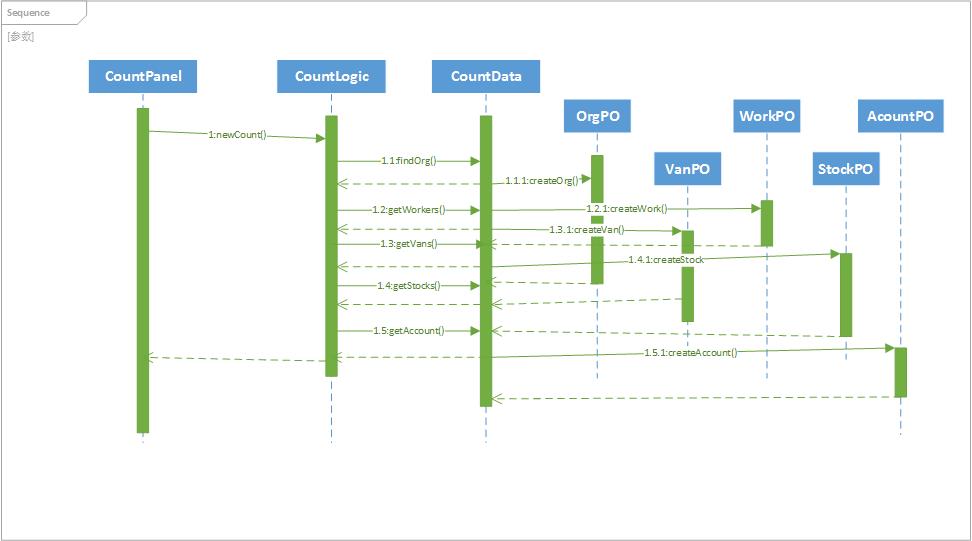 Sequence
[参数]
CountPanel
CountLogic
CountData
OrgPO
WorkPO
AcountPO
VanPO
StockPO
1:newCount()
1.1:findOrg()
1.1.1:createOrg()
1.2:getWorkers()
1.2.1:createWork()
1.3.1:createVan()
1.3:getVans()
1.4.1:createStock
1.4:getStocks()
1.5:getAccount()
1.5.1:createAccount()